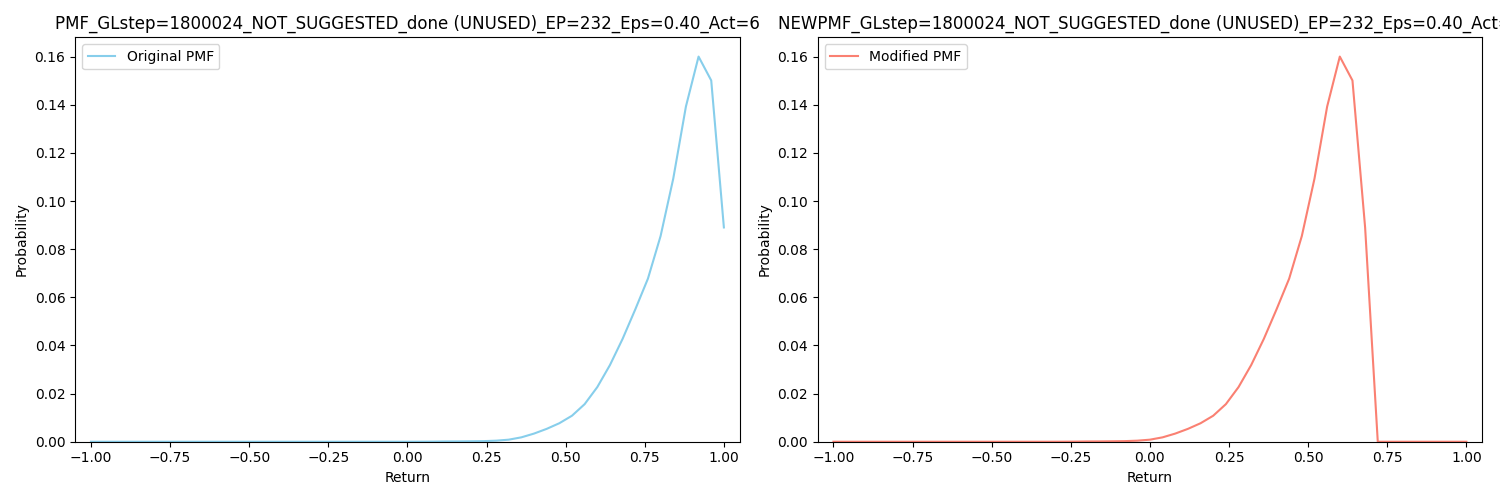 PMF_GLstep=1800024_NOT_SUGGESTED_done (UNUSED)_EP=232_Eps=0.40_Act=6
Original PMF
Probability
0.16
0.14
0.12
0.10
0.08
0.06
0.04
0.02
0.00
−1.00 −0.75 −0.50 −0.25 0.00 0.25 0.50 0.75 1.00
Return
NEWPMF_GLstep=1800024_NOT_SUGGESTED_done (UNUSED)_EP=232_Eps=0.40_Act=
Modified PMF
Probability
0.16
0.14
0.12
0.10
0.08
0.06
0.04
0.02
0.00
−1.00 −0.75 −0.50 −0.25 0.00 0.25 0.50 0.75 1.00
Return